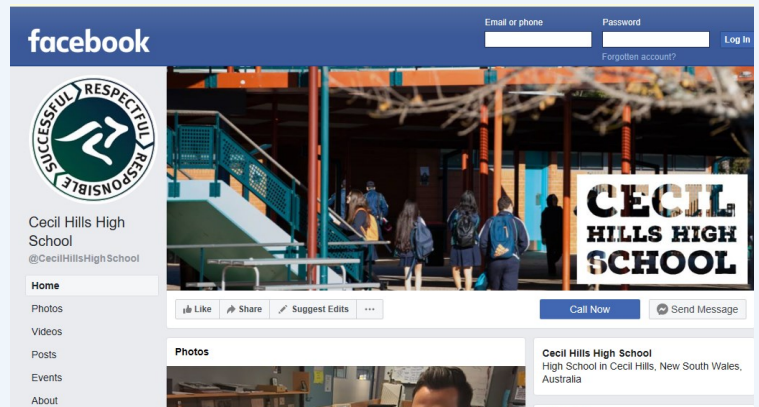 Email or phone
Password
facebook
Log In
Forgotten account?
SUCCESSFUL RESPECTFUL RESPONSIBLE
CECIL
HILLS HIGH
SCHOOL
Cecil Hills High
School
@CecilHillsHighSchool
Home
Photos
Videos
Posts
Events
About
Like
Share
Suggest Edits
...
Call Now
Send Message
Photos
Cecil Hills High School
High School in Cecil Hills, New South Wales,
Australia